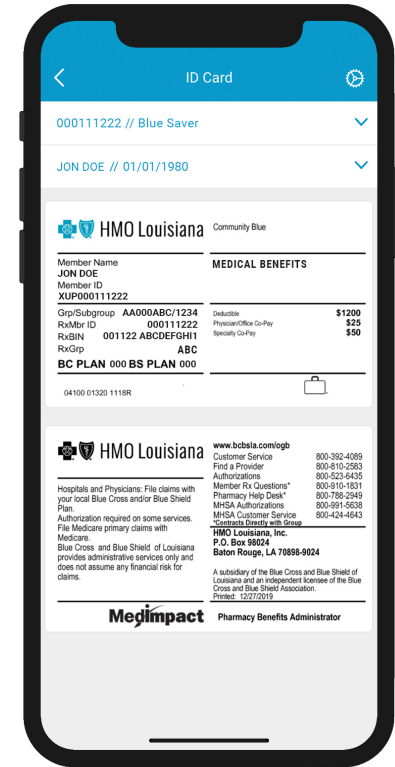 ID Card
000111222 // Blue Saver
JON DOE // 01/01/1980
HMO Louisiana Community Blue
Member Name
JON DOE
Member ID
XUP000111222
MEDICAL BENEFITS
Grp/Subgroup AA000ABC/1234
RxMbr ID 000111222
RxBIN 001122 ABCDEFGHI1
RxGrp ABC
BC PLAN 000 BS PLAN 000
Deductible $1200
Physician/Office Co-Pay $25
Specialty Co-Pay $50
04100 01320 1118R
HMO Louisiana
Hospitals and Physicians: File claims with
your local Blue Cross and/or Blue Shield
Plan.
Authorization required on some services.
File Medicare primary claims with
Medicare.
Blue Cross and Blue Shield of Louisiana
provides administrative services only and
does not assume any financial risk for
claims.
www.bcbsla.com/ogb
Customer Service 800-392-4089
Find a Provider 800-810-2583
Authorizations 800-523-6435
Member Rx Questions* 800-910-1831
Pharmacy Help Desk* 800-788-2949
MHSA Authorizations 800-991-5638
MHSA Customer Service 800-424-4643
*Contracts Directly with Group
HMO Louisiana, Inc.
P.O. Box 98024
Baton Rouge, LA 70898-9024
A subsidiary of the Blue Cross and Blue Shield of
Louisiana and an independent licensee of the Blue
Cross and Blue Shield Association.
Printed: 12/27/2019
Medimpact Pharmacy Benefits Administrator